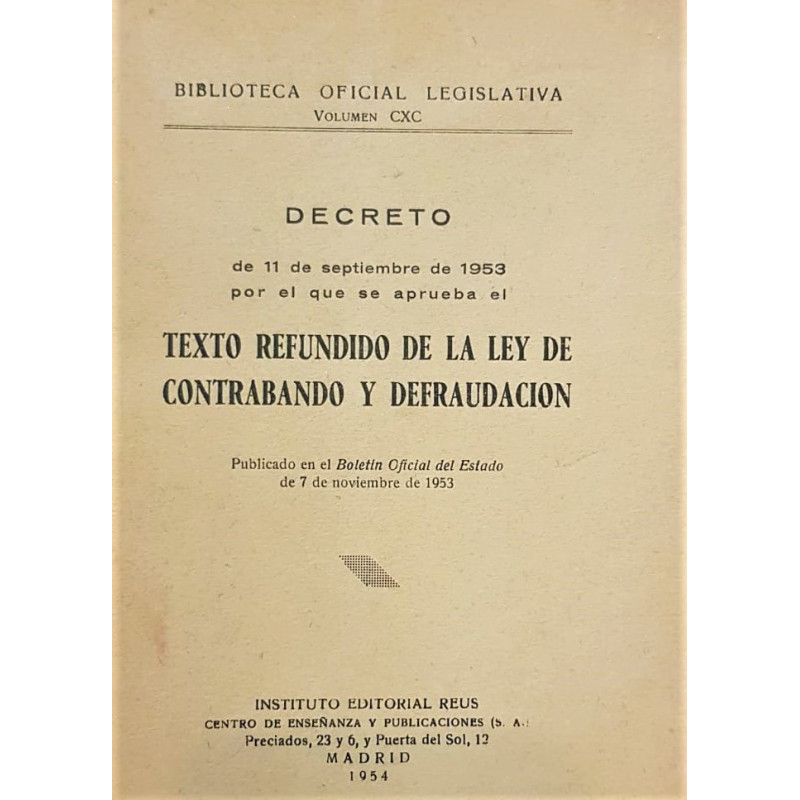 BIBLIOTECA OFICIAL LEGISLATIVA
VOLUMEN CXC
DECRETO
de 11 de septiembre de 1953
por el que se aprueba el
TEXTO REFUNDIDO DE LA LEY DE
CONTRABANDO Y DEFRAUDACION
Publicado en el Boletín Oficial del Estado
de 7 de noviembre de 1953
INSTITUTO EDITORIAL REUS
CENTRO DE ENSEÑANZA Y PUBLICACIONES (S. A.)
Preciados, 23 y 6, y Puerta del Sol, 12
MADRID
1954